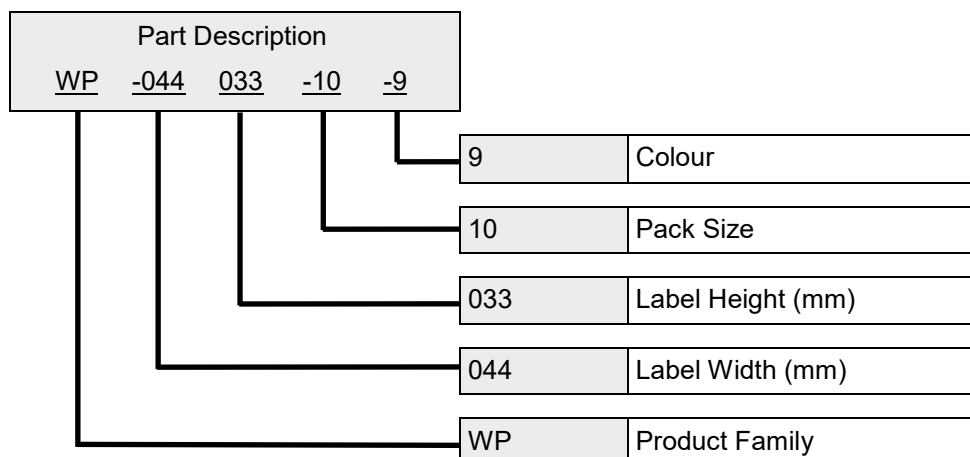 Part Description
WP -044 033 -10 -9
9 Colour
10 Pack Size
033 Label Height (mm)
044 Label Width (mm)
WP Product Family